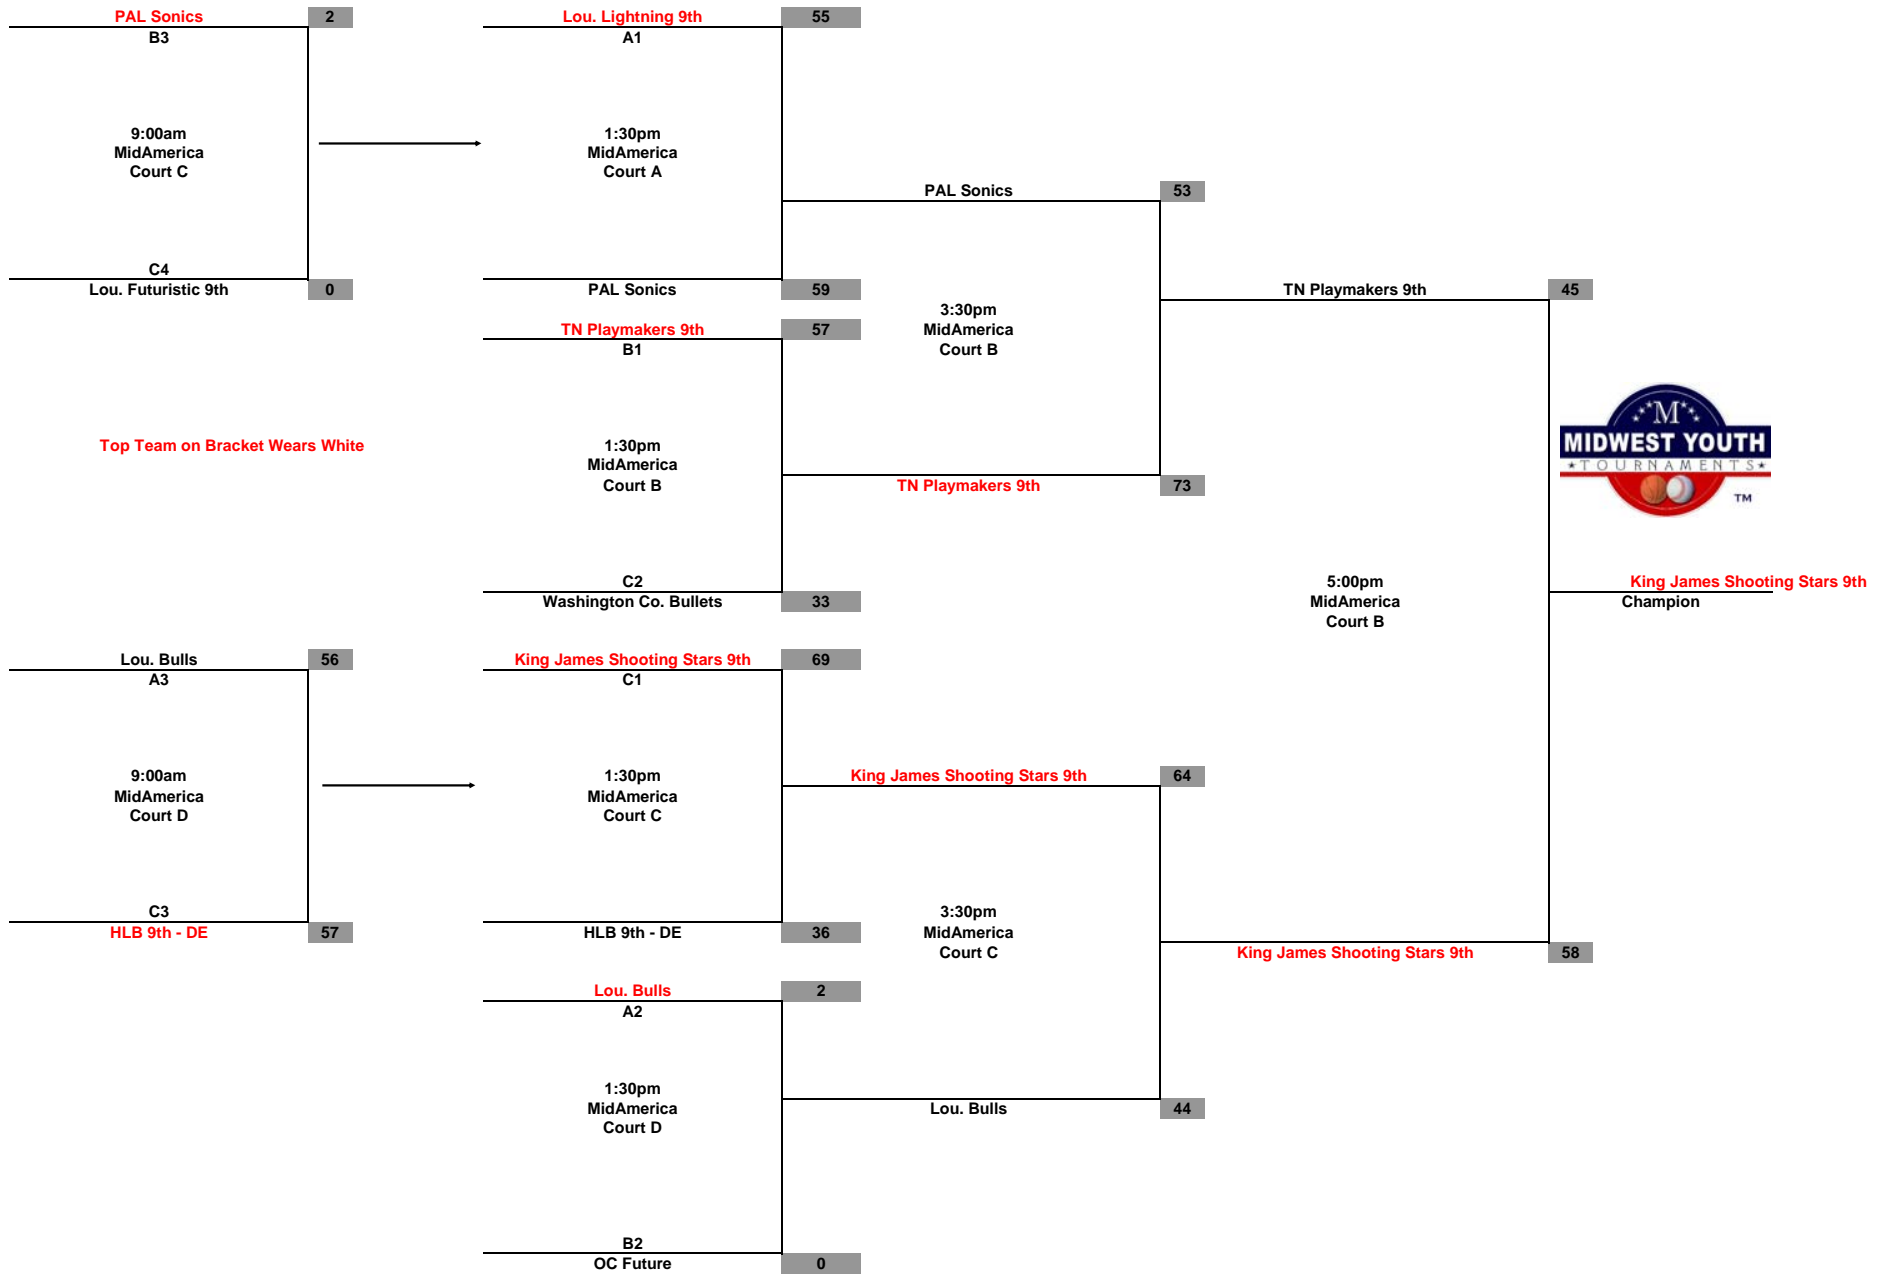 PAL Sonics 2
B3
9:00am
MidAmerica
Court C
C4
Lou. Futuristic 9th 0
Top Team on Bracket Wears White
Lou. Bulls 56
A3
9:00am
MidAmerica
Court D
C3
HLB 9th - DE 57
Lou. Lightning 9th 55
A1
1:30pm
MidAmerica
Court A
PAL Sonics 59
TN Playmakers 9th 57
B1
1:30pm
MidAmerica
Court B
C2
Washington Co. Bullets 33
King James Shooting Stars 9th 69
C1
1:30pm
MidAmerica
Court C
HLB 9th - DE 36
Lou. Bulls 2
A2
1:30pm
MidAmerica
Court D
B2
OC Future 0
PAL Sonics 53
3:30pm
MidAmerica
Court B
TN Playmakers 9th 73
King James Shooting Stars 9th 64
3:30pm
MidAmerica
Court C
Lou. Bulls 44
TN Playmakers 9th 45
5:00pm
MidAmerica
Court B
King James Shooting Stars 9th 58
M
MIDWEST YOUTH
TOURNAMENTS
TM
King James Shooting Stars 9th
Champion